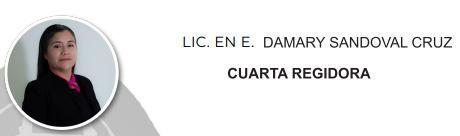 LIC. EN E. DAMARY SANDOVAL CRUZ
CUARTA REGIDORA